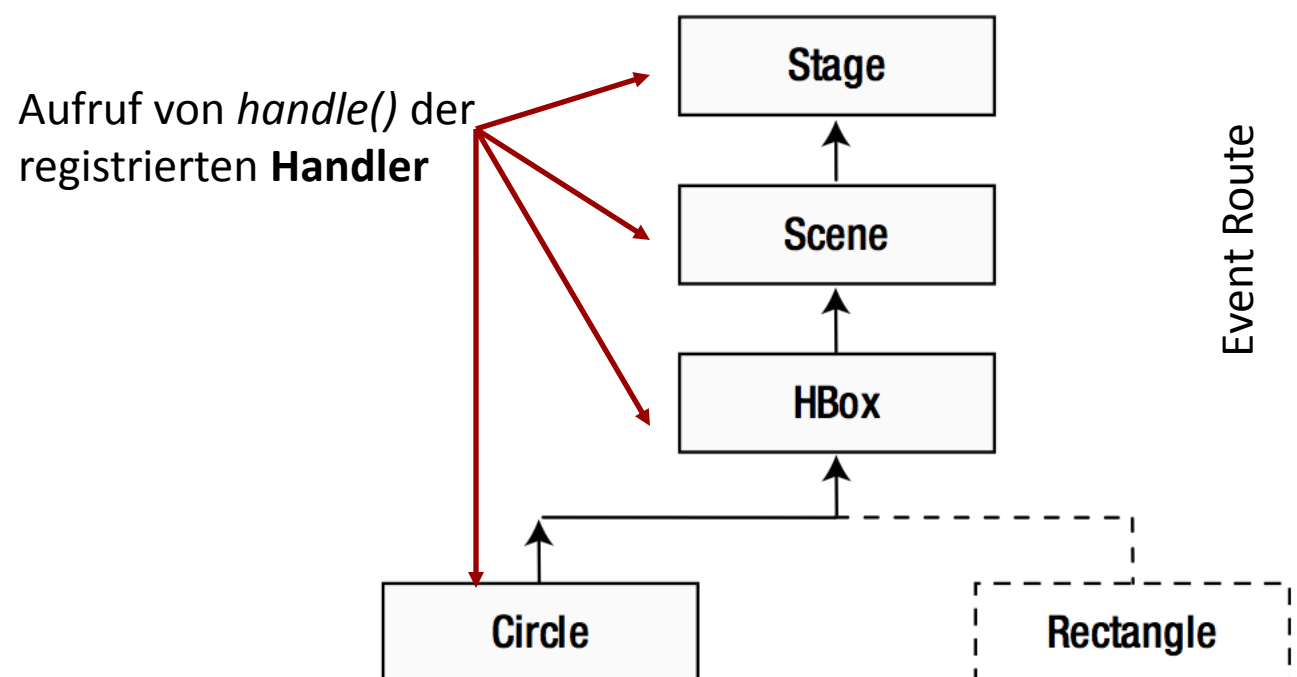 Stage
Aufruf von handle() der
registrierten Handler
Scene
Event Route
HBox
Circle
Rectangle